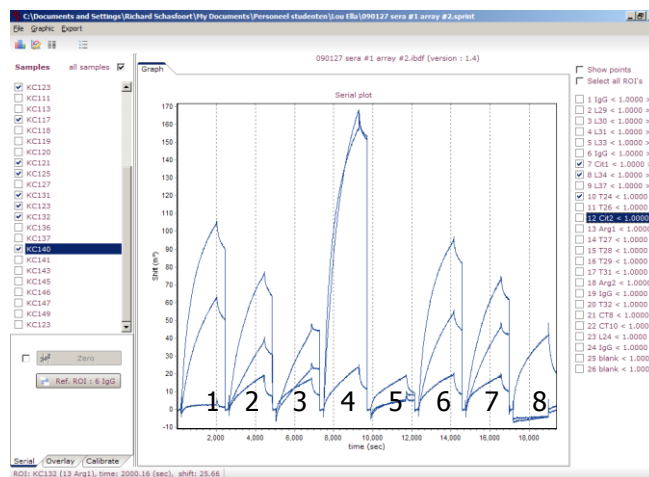 C:\Documents and Settings\Richard Schasfoort\My Documents\Personeel studenten\Lou Ella\090127 sera #1 array #2.sprint
File Graphic Export
090127 sera #1 array #2.ibdf (version : 1.4)
Samples all samples
KC123
KC111
KC113
KC117
KC118
KC119
KC120
KC121
KC125
KC127
KC131
KC123
KC132
KC136
KC137
KC140
KC141
KC143
KC145
KC146
KC147
KC149
KC123
Zero
Ref. ROI : 6 IgG
Serial Overlay Calibrate
Graph
Serial plot
Shit (m°)
170
160
150
140
130
120
110
100
90
80
70
60
50
40
30
20
10
0
-10
1 2 3 4 5 6 7 8
2,000 4,000 6,000 8,000 10,000 12,000 14,000 16,000 18,000
time (sec)
Show points
Select all ROI's
1 IgG < 1.0000 >
2 L29 < 1.0000 >
3 L30 < 1.0000 >
4 L31 < 1.0000 >
5 L33 < 1.0000 >
6 IgG < 1.0000 >
7 Cit1 < 1.0000 >
8 L34 < 1.0000 >
9 L37 < 1.0000 >
10 T24 < 1.0000
11 T26 < 1.0000
12 Cit2 < 1.0000
13 Arg1 < 1.0000
14 T27 < 1.0000
15 T28 < 1.0000
16 T29 < 1.0000
17 T31 < 1.0000
18 Arg2 < 1.0000
19 IgG < 1.0000
20 T32 < 1.0000
21 CT8 < 1.0000
22 CT10 < 1.0000
23 L24 < 1.0000
24 IgG < 1.0000
25 blank < 1.0000
26 blank < 1.0000
ROI: KC132 (13 Arg1), time: 2000.16 (sec), shift: 25.66